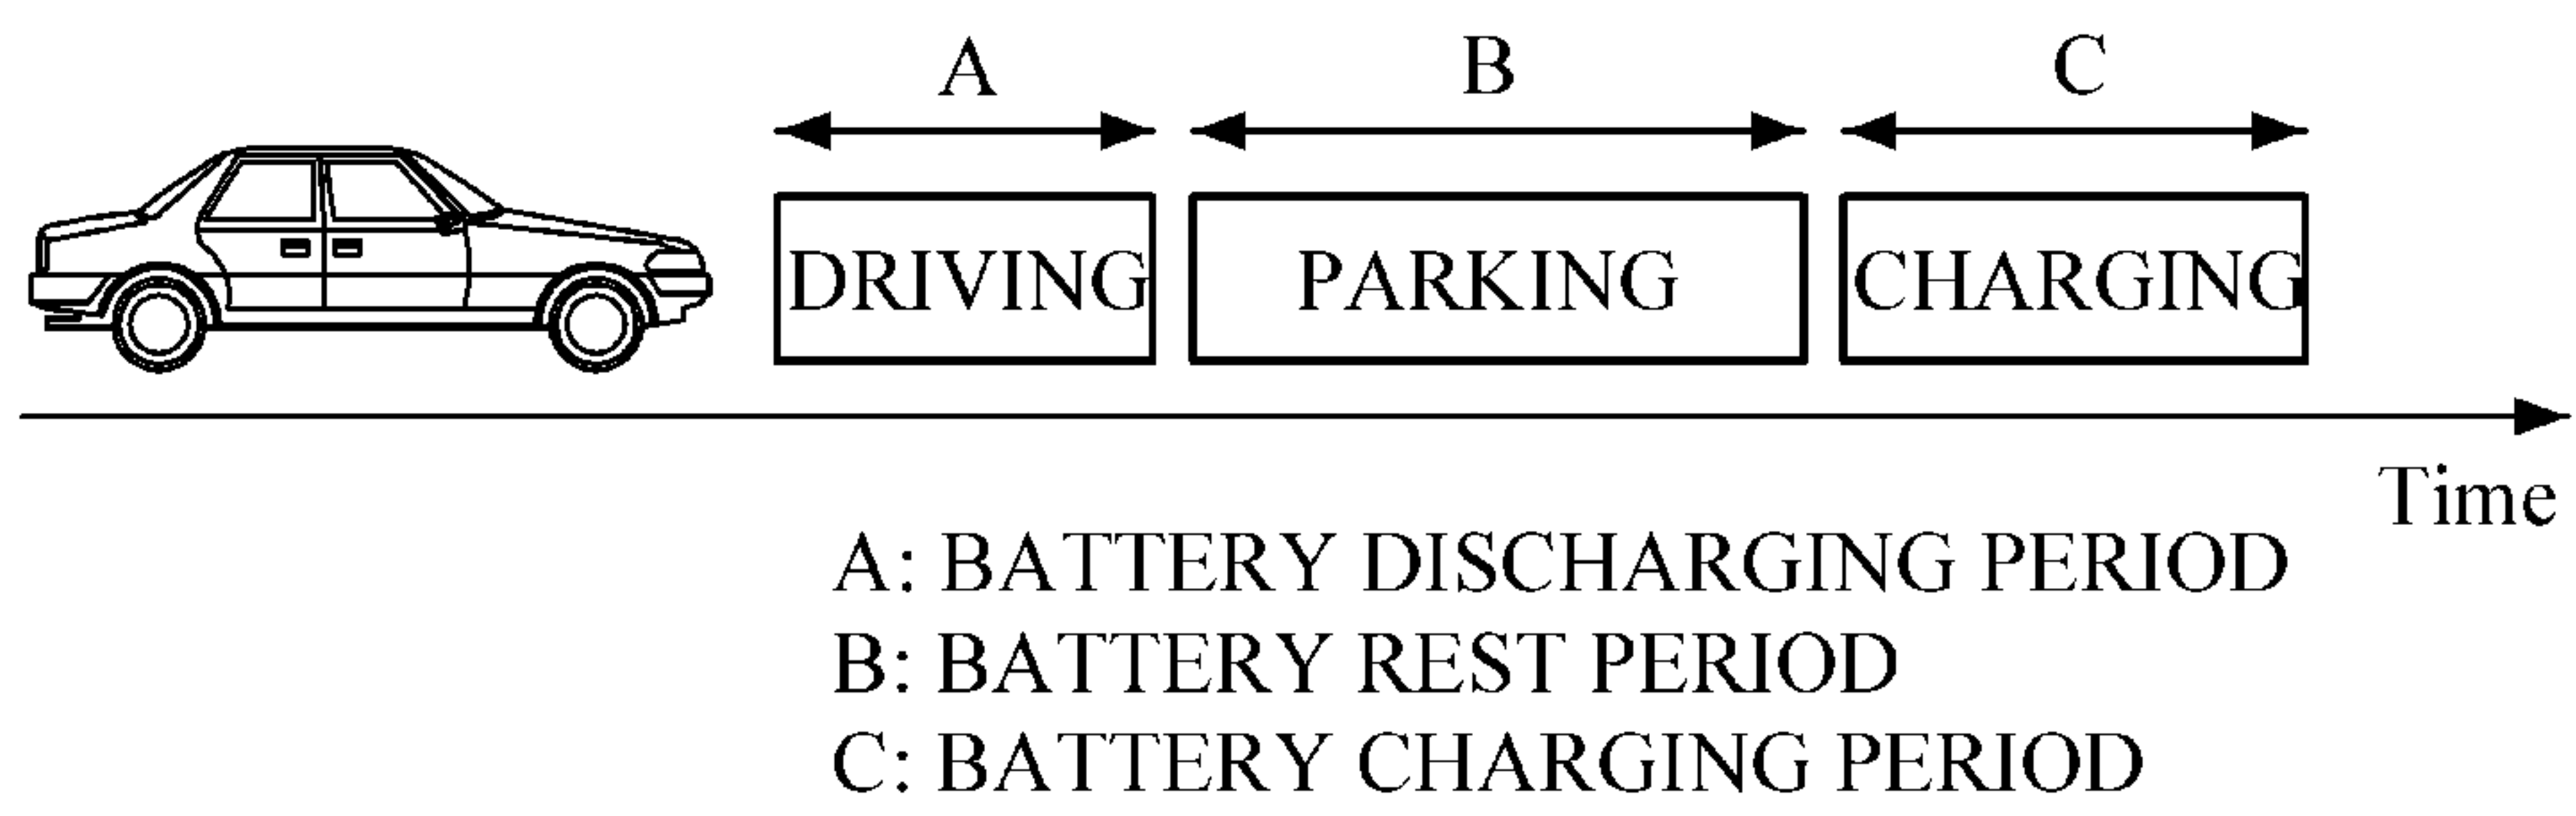 A B C
DRIVING PARKING CHARGING
Time
A: BATTERY DISCHARGING PERIOD
B: BATTERY REST PERIOD
C: BATTERY CHARGING PERIOD